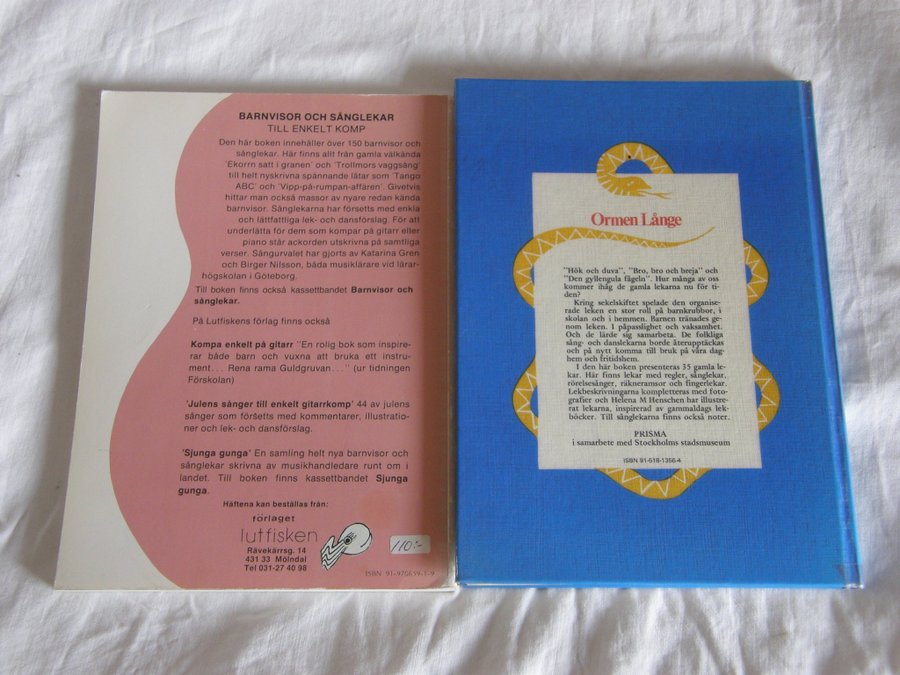 BARNVISOR OCH SÅNGLEKAR
TILL ENKELT KOMP
Den här boken innehåller över 150 barnvisor och
sånglekar. Här finns allt från gamla välkända
'Ekorrn satt i granen' och 'Trollmors vaggsång'
till helt nyskrivna spännande låtar som 'Tango
ABC' och 'Vipp-på-rumpan-affären'. Givetvis
hittar man också massor av nyare redan kända
barnvisor. Sånglekarna har försetts med enkla
och lättfattliga lek- och dansförslag. För att
underlätta för dem som kompar på gitarr eller
piano står ackorden utskrivna på samtliga
verser. Sångurvalet har gjorts av Katarina Gren
och Birger Nilsson, båda musiklärare vid lärar-
högskolan i Göteborg.
Till boken finns också kassettbandet Barnvisor och
sånglekar.
På Lutfiskens förlag finns också
Kompa enkelt på gitarr "En rolig bok som inspire-
rar både barn och vuxna att bruka ett instru-
ment... Rena rama Guldgruvan..." (ur tidningen
Förskolan)
'Julens sånger till enkelt gitarrkomp' 44 av julens
sånger som försetts med kommentarer, illustratio-
ner och lek- och dansförslag.
'Sjunga gunga' En samling helt nya barnvisor och
sånglekar skrivna av musikhandledare runt om i
landet. Till boken finns kassettbandet Sjunga
gunga.
Häftena kan beställas från:
förlaget
lutfisken
Rävekärrsg. 14
431 33 Mölndal
Tel 031-27 40 98
110:-
ISBN 91-970639-1-9
Ormen Långe
"Hök och duva", "Bro, bro och breja" och
"Den gyllengula fågeln". Hur många av oss
kommer ihåg de gamla lekarna nu för ti-
den?
Kring sekelskiftet spelade den organise-
rade leken en stor roll på barnkrubbor, i
skolan och i hemmen. Barnen tränades ge-
nom leken. I påpasslighet och vaksamhet.
Och de lärde sig samarbeta. De folkliga
sång- och danslekarna borde återupptäckas
och på nytt komma till bruk på våra dag-
hem och fritidshem.
I den här boken presenteras 35 gamla le-
kar. Här finns lekar med regler, sånglekar,
rörelsesånger, räkneramsor och fingerlekar.
Lekbeskrivningarna kompletteras med foto-
grafier och Helena M Henschen har illustre-
rat lekarna, inspirerad av gammaldags lek-
böcker. Till sånglekarna finns också noter.
PRISMA
i samarbete med Stockholms stadsmuseum
ISBN 91-518-1356-4